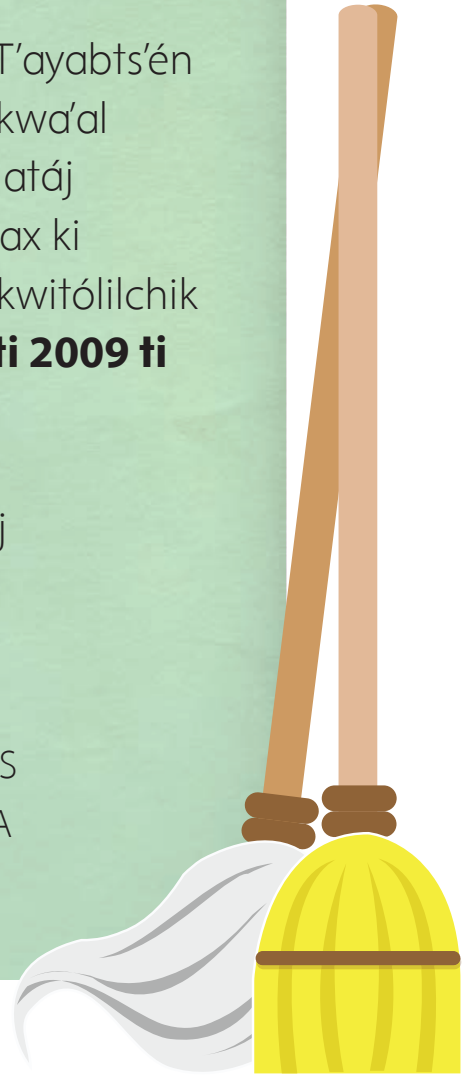 T’ayabts’én
kwa’al
atáj
ax ki
kwitólilchik
ti 2009 ti
j
S
A